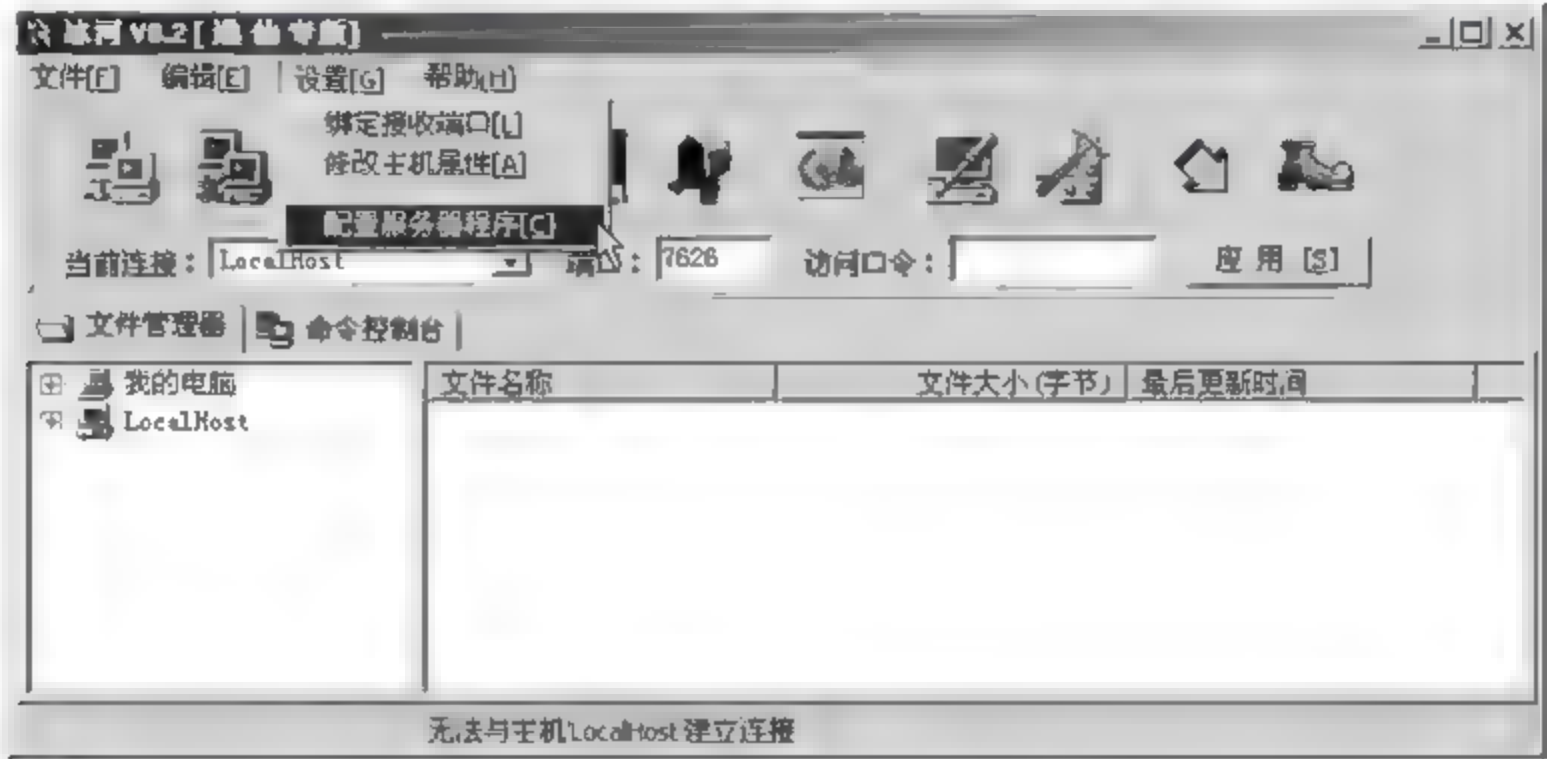 冰河 V8.2 [ 专版]
文件[F] 编辑[E] 设置[G] 帮助[H]
绑定接收端口[L]
修改主机属性[A]
配置服务器程序[C]
当前连接： LocalHost 端口： 7626 访问口令： 应用 [S]
文件管理器 命令控制台
我的电脑 文件名称 文件大小(字节) 最后更新时间
LocalHost
无法与主机LocalHost建立连接